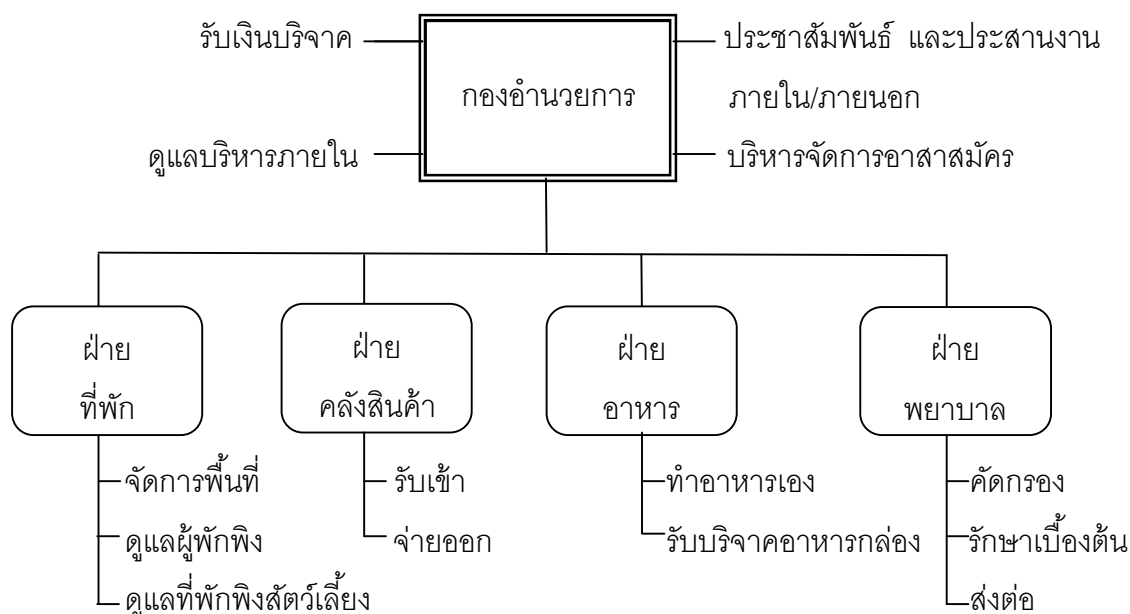 รับเงินบริจาค
ประชาสัมพันธ์ และประสานงาน
กองอำนวยการ
ภายใน/ภายนอก
ดูแลบริหารภายใน
บริหารจัดการอาสาสมัคร
ฝ่าย
ที่พัก
ฝ่าย
คลังสินค้า
ฝ่าย
อาหาร
ฝ่าย
พยาบาล
จัดการพื้นที่
ดูแลผู้พักพิง
ดูแลที่พักพิงสัตว์เลี้ยง
รับเข้า
จ่ายออก
ทำอาหารเอง
รับบริจาคอาหารกล่อง
คัดกรอง
รักษาเบื้องต้น
ส่งต่อ